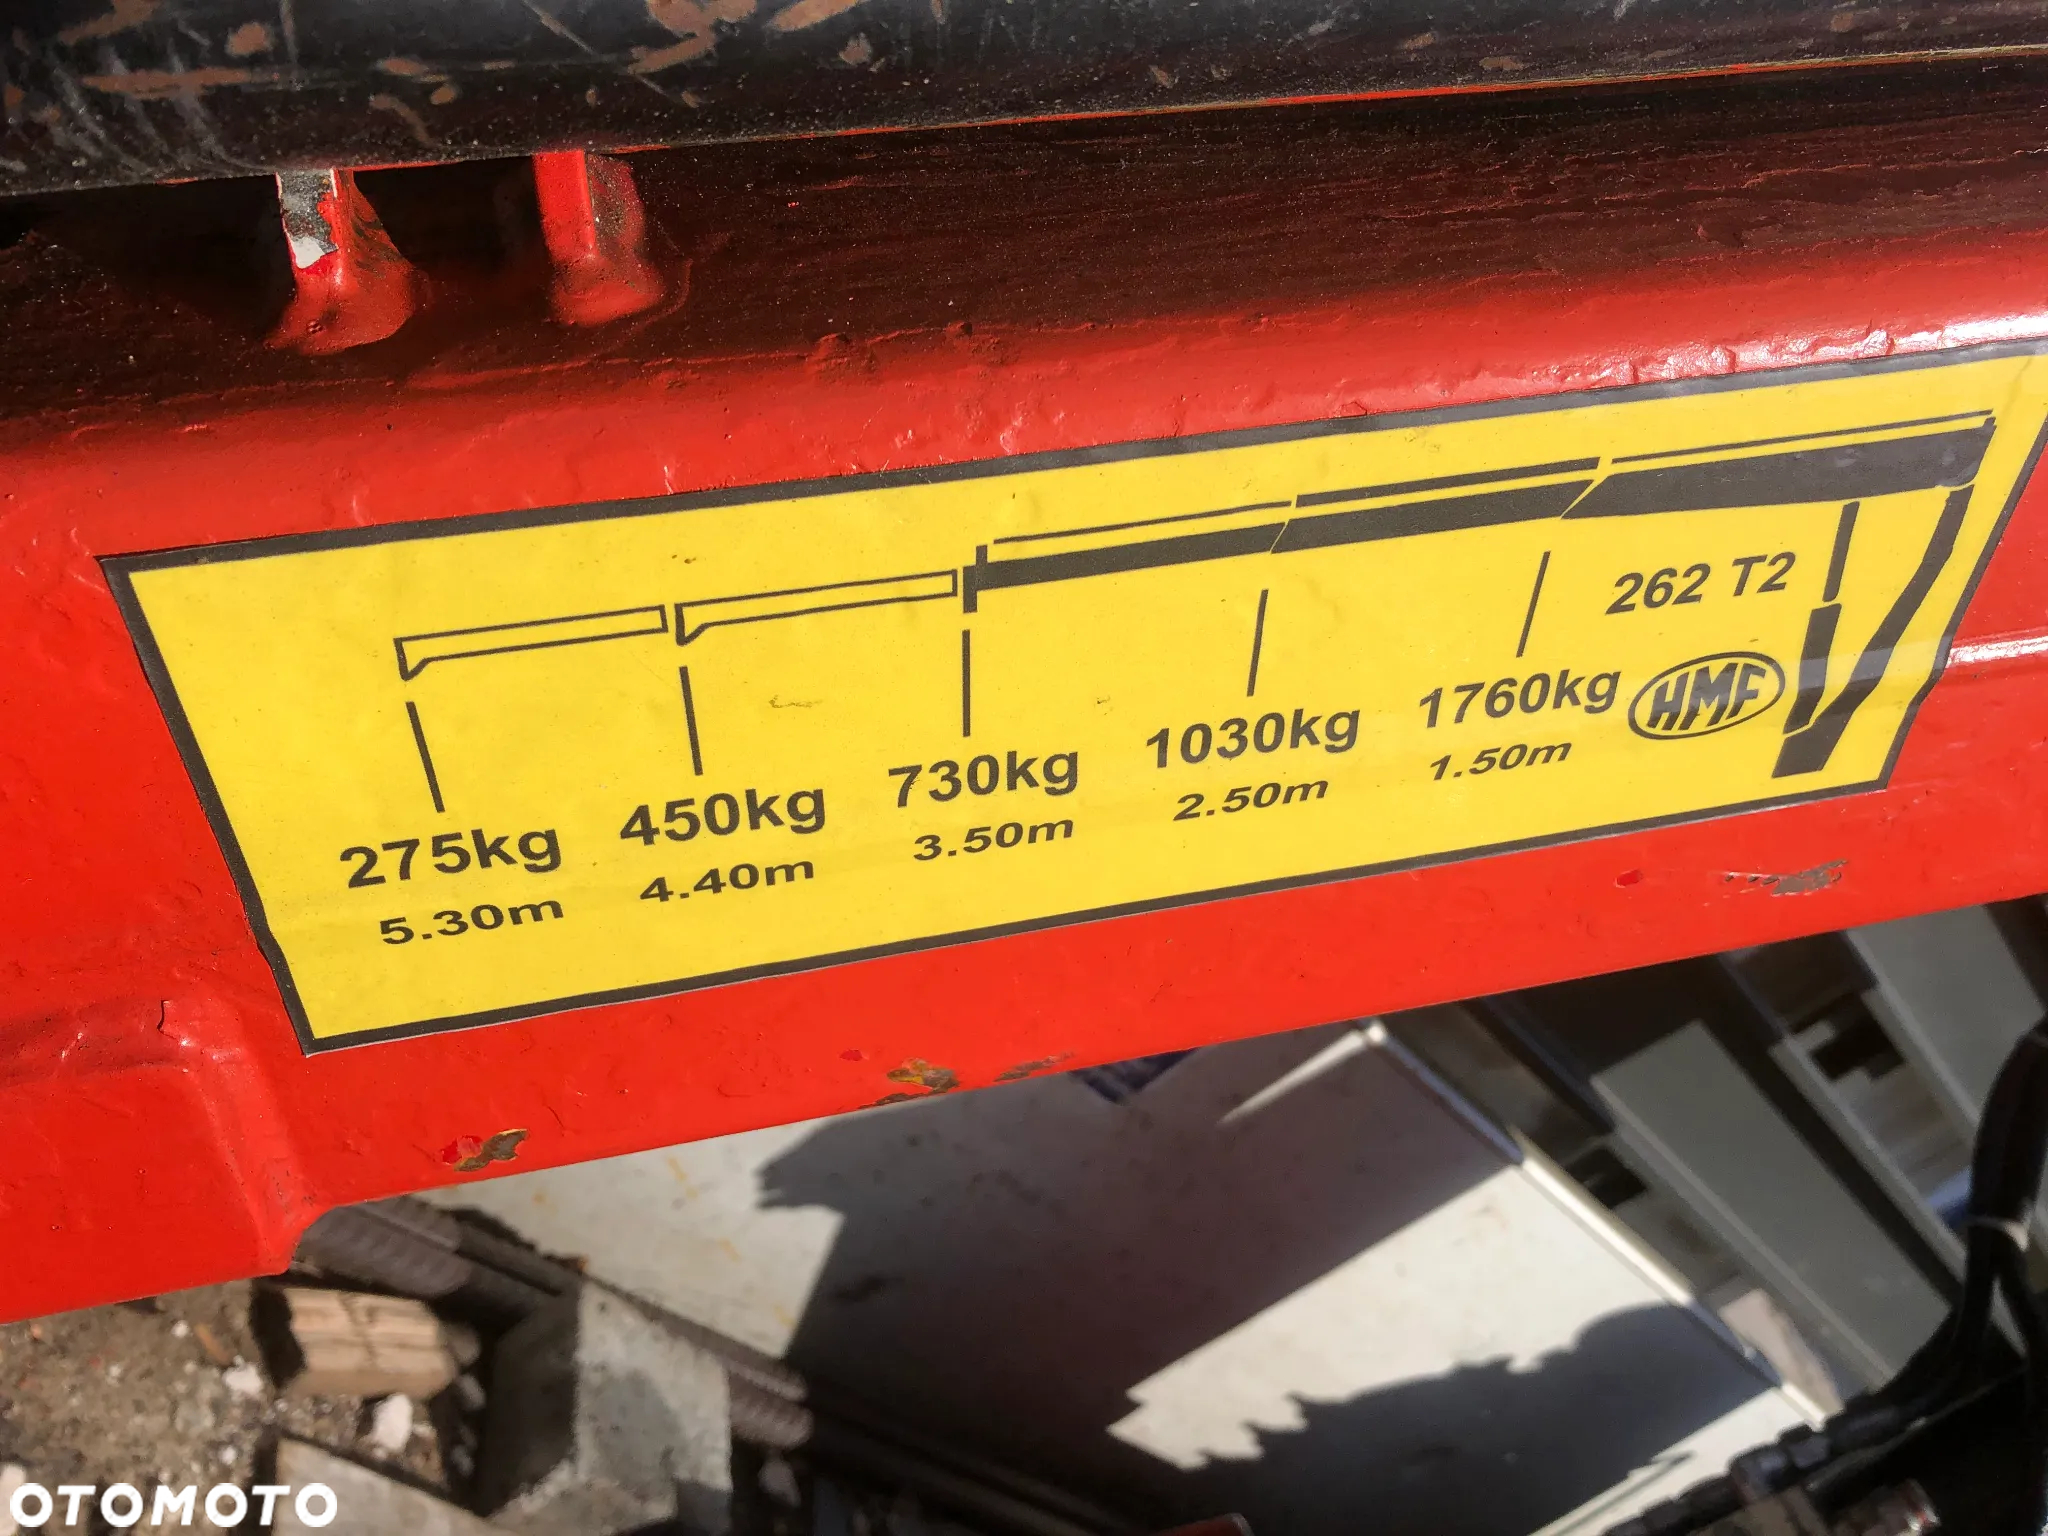 262 T2
HMF
275kg 450kg 730kg 1030kg 1760kg
5.30m 4.40m 3.50m 2.50m 1.50m
OTOMOTO